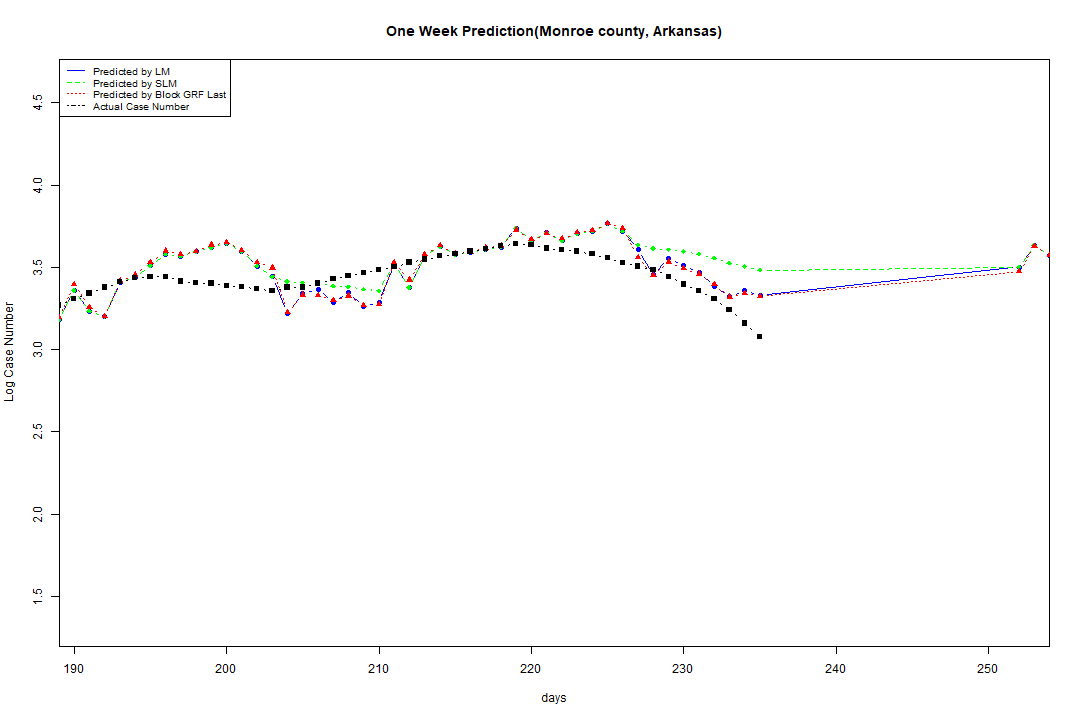 One Week Prediction(Monroe county, Arkansas)
Predicted by LM
Predicted by SLM
Predicted by Block GRF Last
Actual Case Number
4.5
4.0
3.5
3.0
2.5
2.0
1.5
Log Case Number
190 200 210 220 230 240 250
days